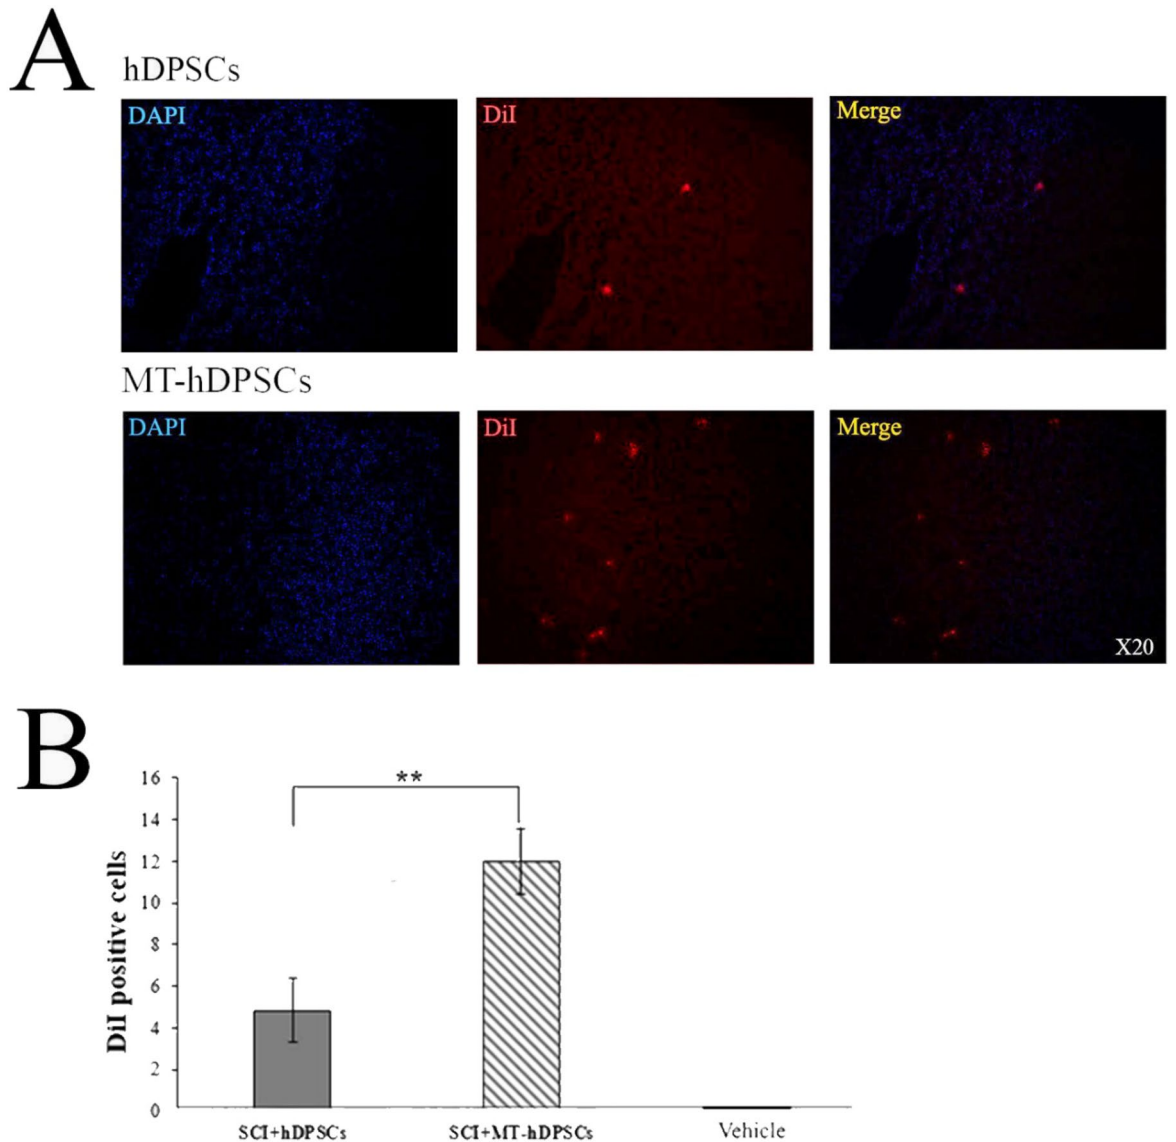 A
hDPSCs
DAPI
DiI
Merge
MT-hDPSCs
DAPI
DiI
Merge
X20
B
16
14
12
10
8
6
4
2
0
DiI positive cells
**
SCI+hDPSCs
SCI+MT-hDPSCs
Vehicle